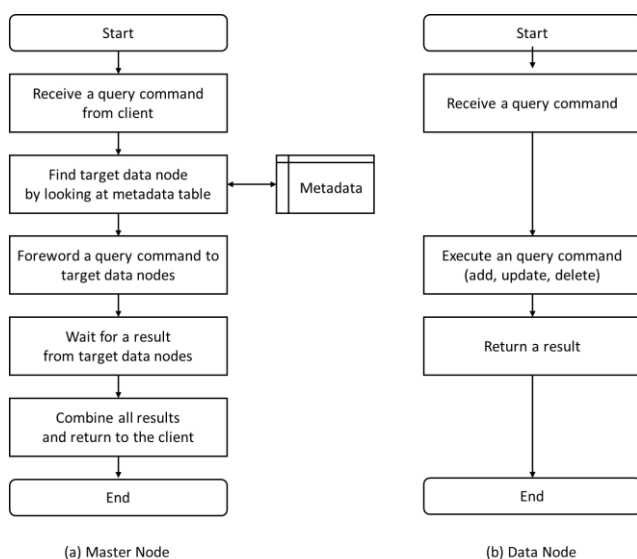 Start
Receive a query command
from client
Find target data node
by looking at metadata table
Metadata
Foreword a query command to
target data nodes
Wait for a result
from target data nodes
Combine all results
and return to the client
End
(a) Master Node
Start
Receive a query command
Execute an query command
(add, update, delete)
Return a result
End
(b) Data Node